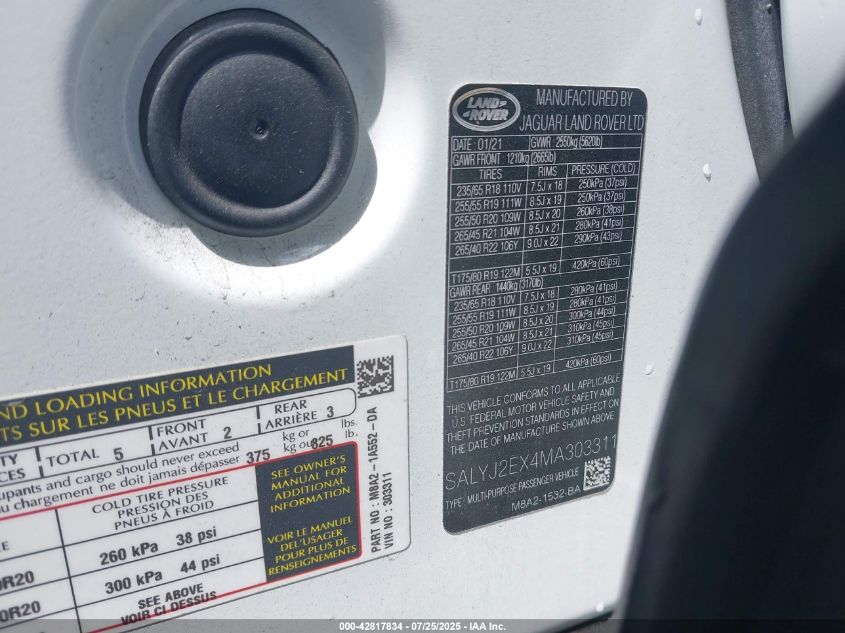 LAND
ROVER
MANUFACTURED BY
JAGUAR LAND ROVER LTD
DATE 01/21 GVWR 2550kg (5620lb)
GAWR FRONT 1210kg (2665lb)
TIRES RIMS PRESSURE (COLD)
235/65 R18 110V 7.5J x 18 250kPa (37psi)
255/55 R19 111W 8.5J x 19 250kPa (37psi)
255/50 R20 109W 8.5J x 20 260kPa (38psi)
265/45 R21 104W 8.5J x 21 280kPa (41psi)
265/40 R22 106Y 9.0J x 22 290kPa (43psi)
T175/80 R19 122M 5.5J x 19 420kPa (60psi)
GAWR REAR 1440kg (3170lb)
235/65 R18 110V 7.5J x 18 280kPa (41psi)
255/55 R19 111W 8.5J x 19 280kPa (41psi)
255/50 R20 109W 8.5J x 20 300kPa (44psi)
265/45 R21 104W 8.5J x 21 310kPa (45psi)
265/40 R22 106Y 9.0J x 22 310kPa (45psi)
T175/80 R19 122M 5.5J x 19 420kPa (60psi)
THIS VEHICLE CONFORMS TO ALL APPLICABLE
U.S. FEDERAL MOTOR VEHICLE SAFETY AND
THEFT PREVENTION STANDARDS IN EFFECT
ON THE DATE OF MANUFACTURE SHOWN ABOVE
SALYJ2EX4MA303311
TYPE: MULTI-PURPOSE PASSENGER VEHICLE
M8A2-1532-BA
ND LOADING INFORMATION
TS SUR LES PNEUS ET LE CHARGEMENT
TOTAL 5 FRONT AVANT 2 REAR ARRIÈRE 3
upants and cargo should never exceed
u chargement ne doit jamais dépasser 375 kg or kg ou 825 lbs. lb.
COLD TIRE PRESSURE
PRESSION DES
PNEUS À FROID
SEE OWNER'S
MANUAL FOR
ADDITIONAL
INFORMATION
VOIR LE MANUEL
DE L'USAGER
POUR PLUS DE
RENSEIGNEMENTS
260 kPa 38 psi
0R20 300 kPa 44 psi
0R20 SEE ABOVE
VOIR CI DESSUS
PART NO : M8A2 - 1A552 - DA
VIN NO : 303311
000-42817834 | 07/25/2025 - IAA Inc.